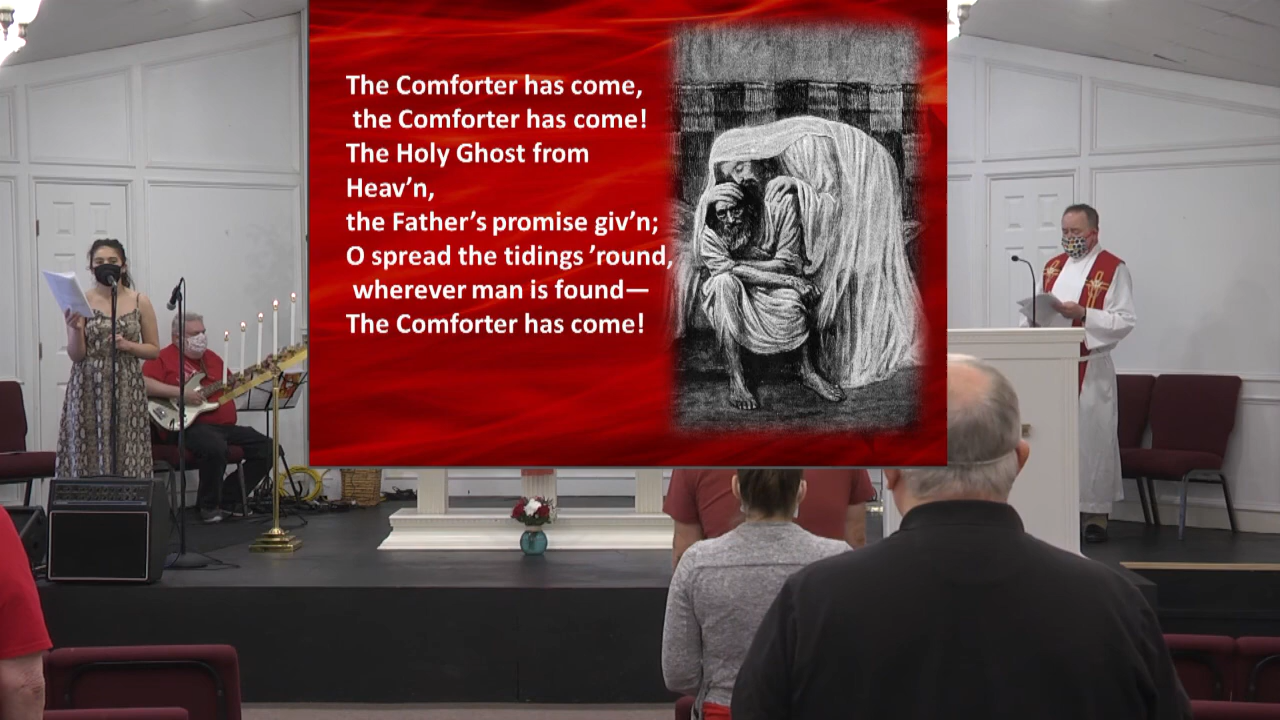 The Comforter has come,
the Comforter has come!
The Holy Ghost from
Heav’n,
the Father’s promise giv’n;
O spread the tidings ’round,
wherever man is found—
The Comforter has come!